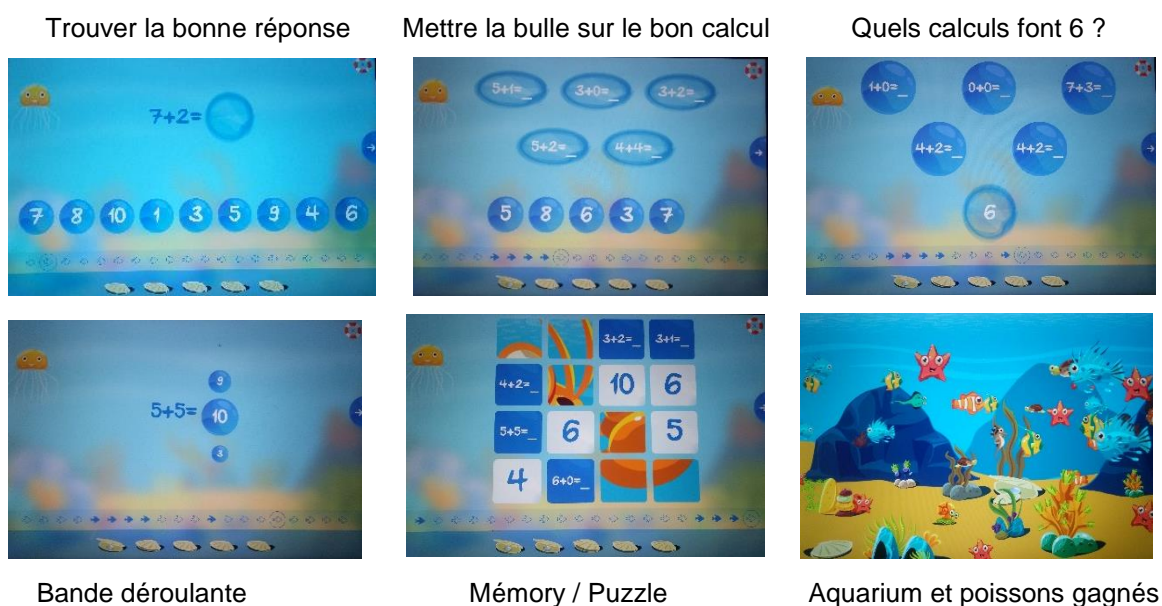 Trouver la bonne réponse
Mettre la bulle sur le bon calcul
Quels calculs font 6 ?
7+2=
7 8 10 1 3 5 9 4 6
5+1=_ 3+0=_ 3+2=_
5+2=_ 4+4=_
5 8 6 3 7
1+0=_ 0+0=_ 7+3=_
4+2=_ 4+2=_
6
9
5+5= 10
3+2=_ 3+1=_
4+2=_ 10 6
5+5=_ 6 5
4 6+0=_
Bande déroulante
Mémory / Puzzle
Aquarium et poissons gagnés